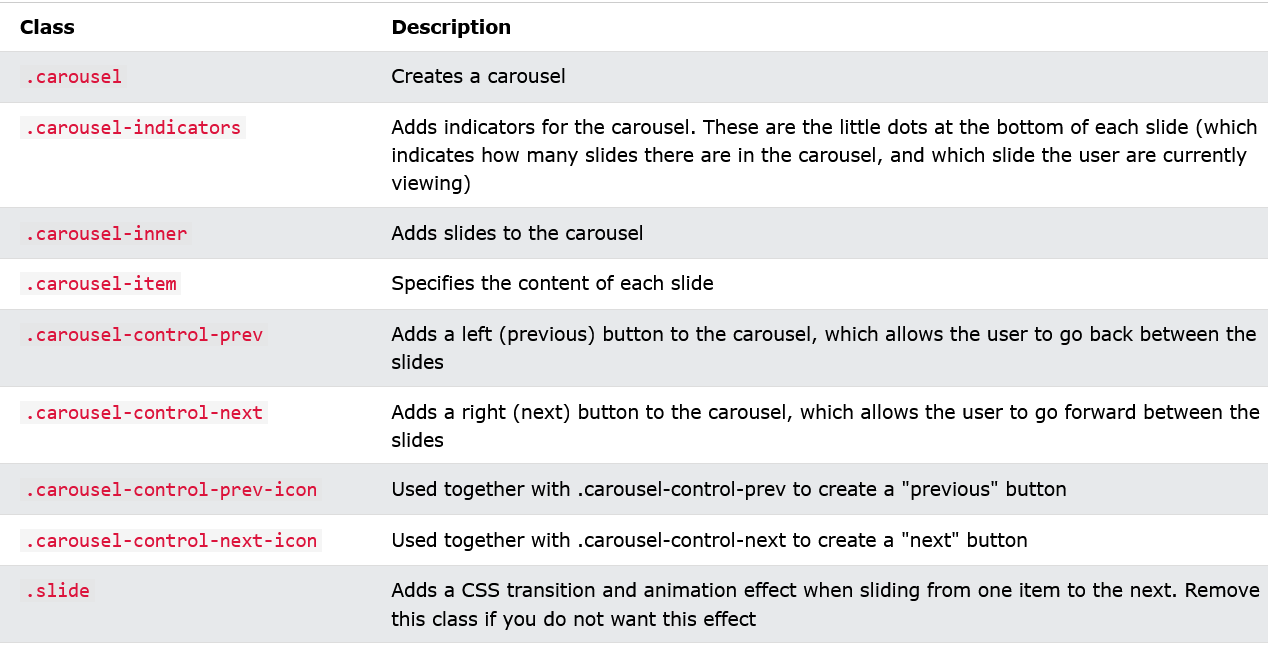 Class Description
.carousel Creates a carousel
.carousel-indicators Adds indicators for the carousel. These are the little dots at the bottom of each slide (which
indicates how many slides there are in the carousel, and which slide the user are currently
viewing)
.carousel-inner Adds slides to the carousel
.carousel-item Specifies the content of each slide
.carousel-control-prev Adds a left (previous) button to the carousel, which allows the user to go back between the
slides
.carousel-control-next Adds a right (next) button to the carousel, which allows the user to go forward between the
slides
.carousel-control-prev-icon Used together with .carousel-control-prev to create a "previous" button
.carousel-control-next-icon Used together with .carousel-control-next to create a "next" button
.slide Adds a CSS transition and animation effect when sliding from one item to the next. Remove
this class if you do not want this effect